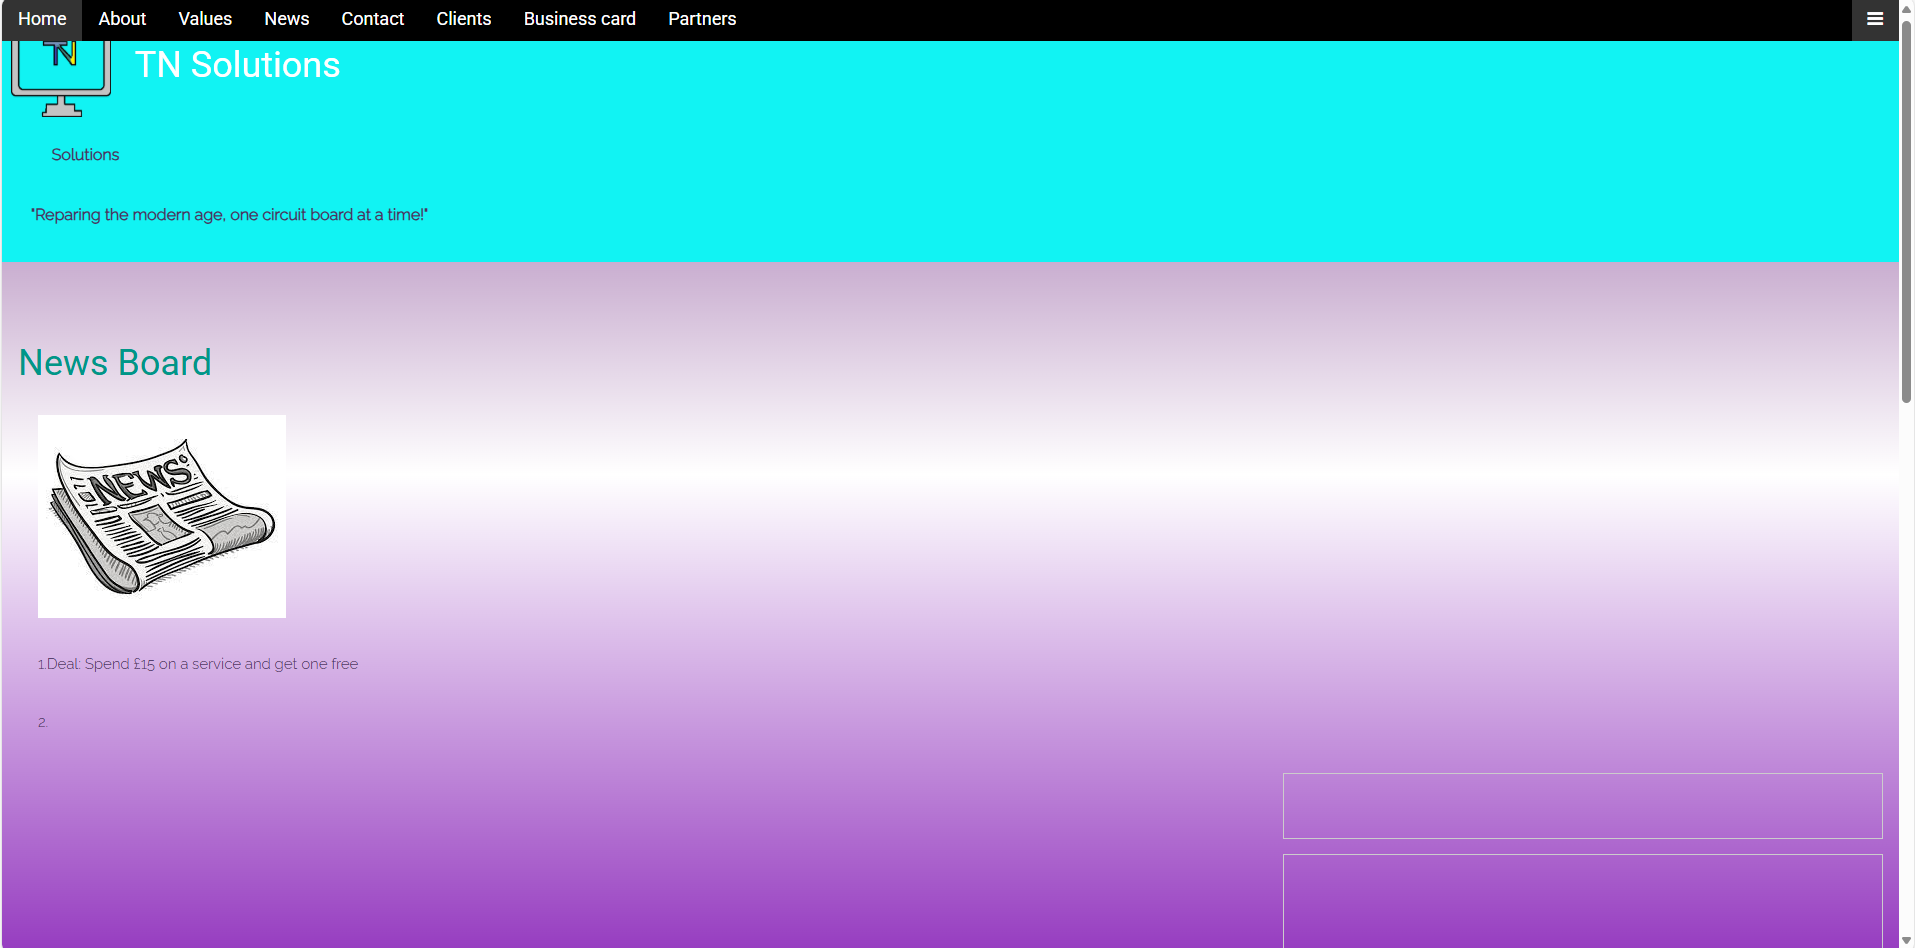 Home About Values News Contact Clients Business card Partners
TN
TN Solutions
Solutions
"Reparing the modern age, one circuit board at a time!"
News Board
NEWS
1.Deal: Spend £15 on a service and get one free
2.